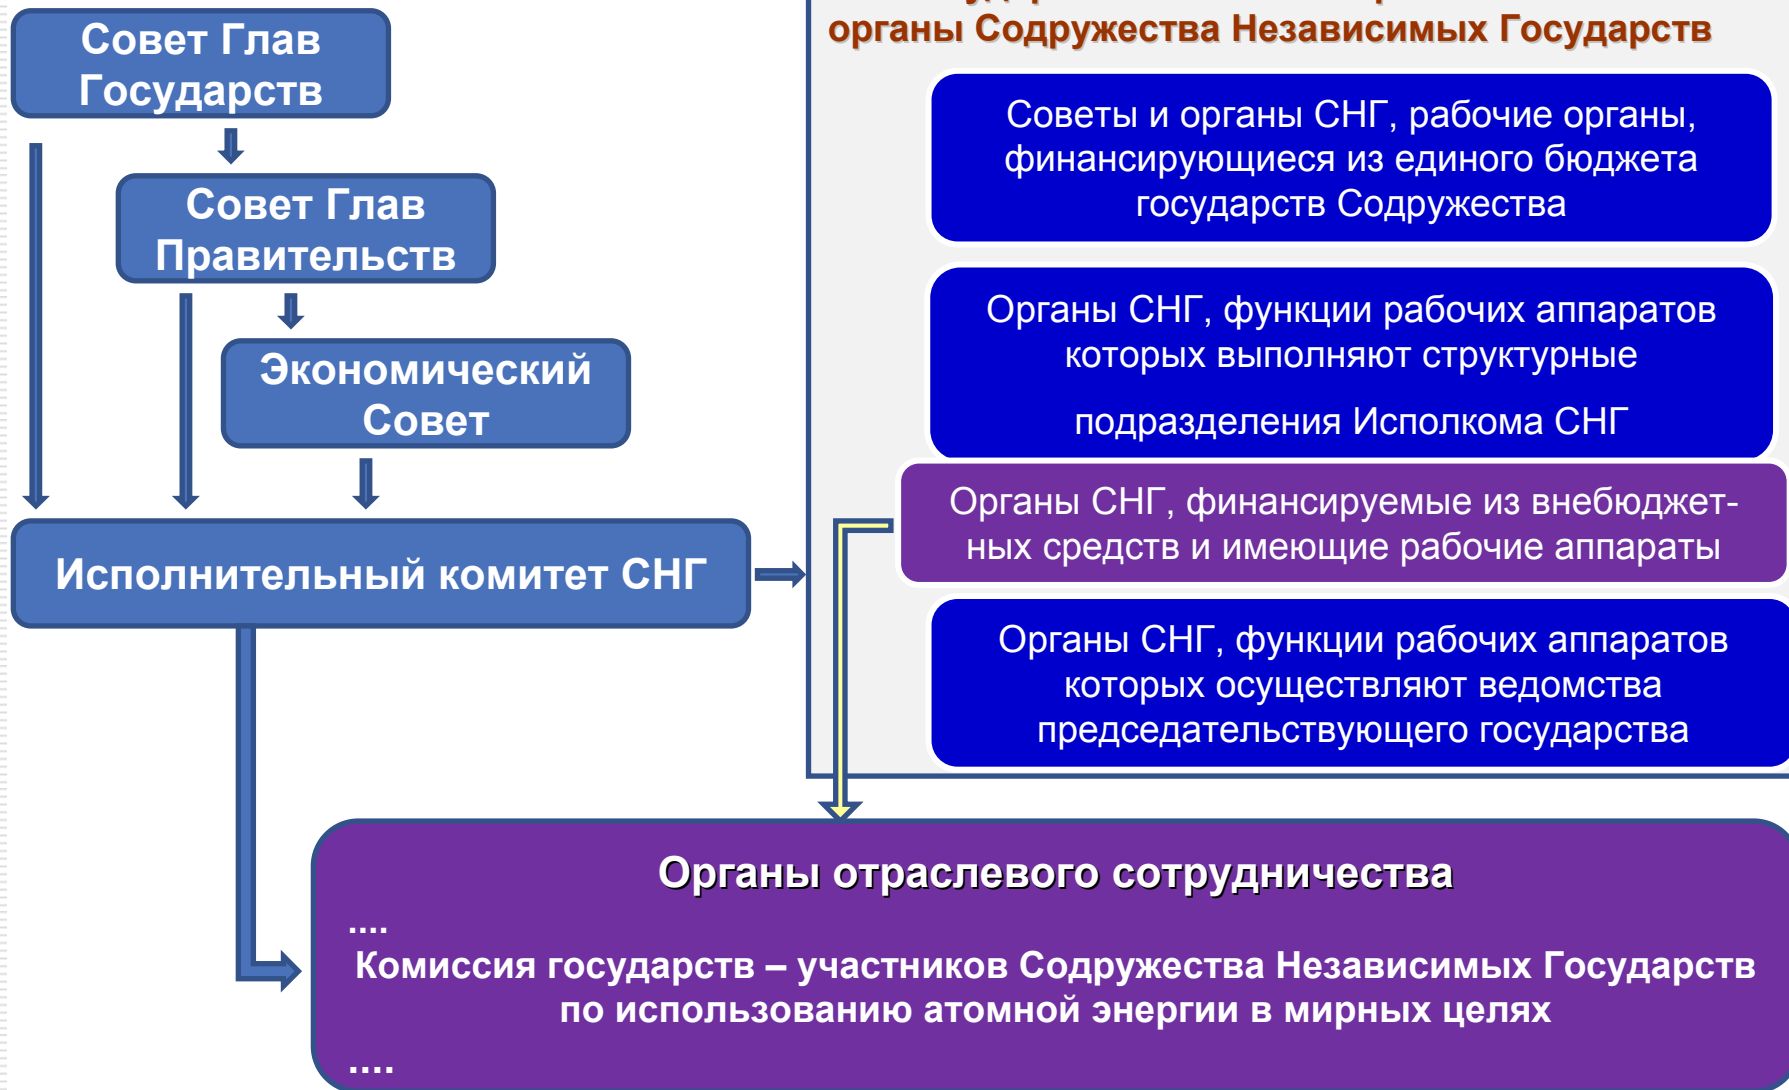 Совет Глав
Государств
Совет Глав
Правительств
Экономический
Совет
Исполнительный комитет СНГ
органы Содружества Независимых Государств
Советы и органы СНГ, рабочие органы,
финансирующиеся из единого бюджета
государств Содружества
Органы СНГ, функции рабочих аппаратов
которых выполняют структурные
подразделения Исполкома СНГ
Органы СНГ, финансируемые из внебюджет-
ных средств и имеющие рабочие аппараты
Органы СНГ, функции рабочих аппаратов
которых осуществляют ведомства
председательствующего государства
Органы отраслевого сотрудничества
....
Комиссия государств – участников Содружества Независимых Государств
по использованию атомной энергии в мирных целях
....